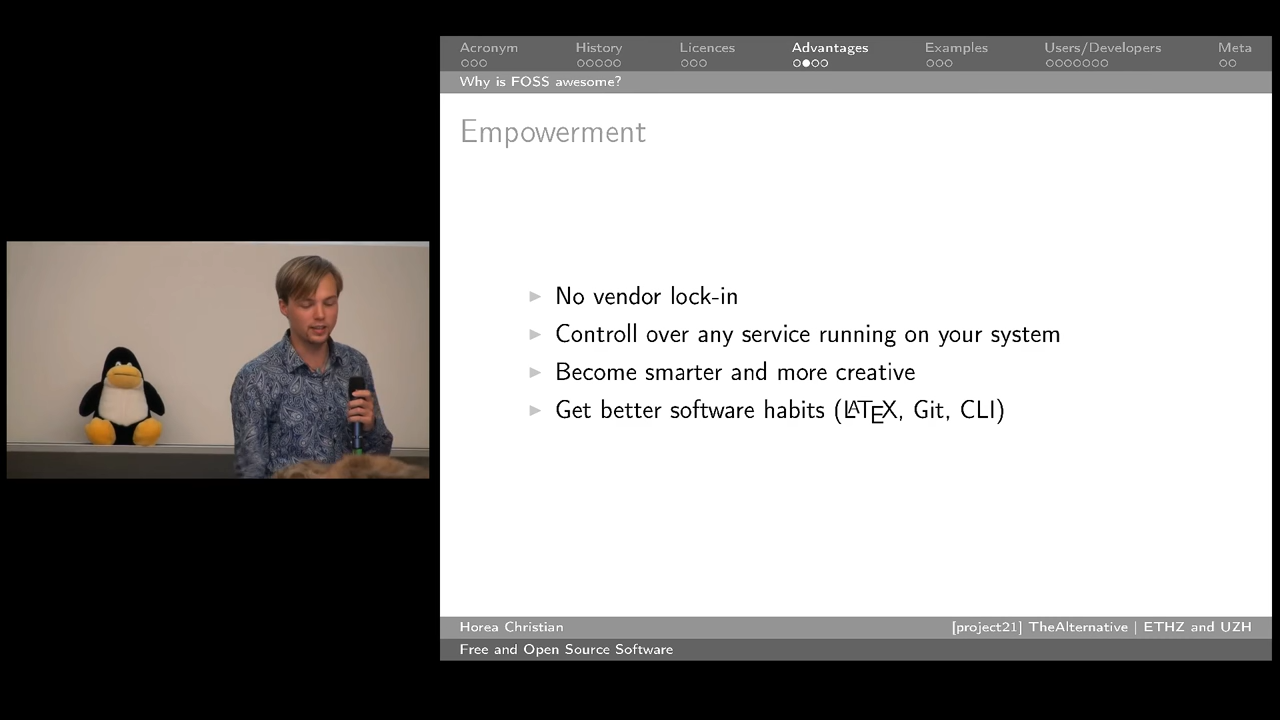 Acronym History Licences Advantages Examples Users/Developers Meta
Why is FOSS awesome?
Empowerment
No vendor lock-in
Controll over any service running on your system
Become smarter and more creative
Get better software habits (LATEX, Git, CLI)
Horea Christian [project21] TheAlternative | ETHZ and UZH
Free and Open Source Software